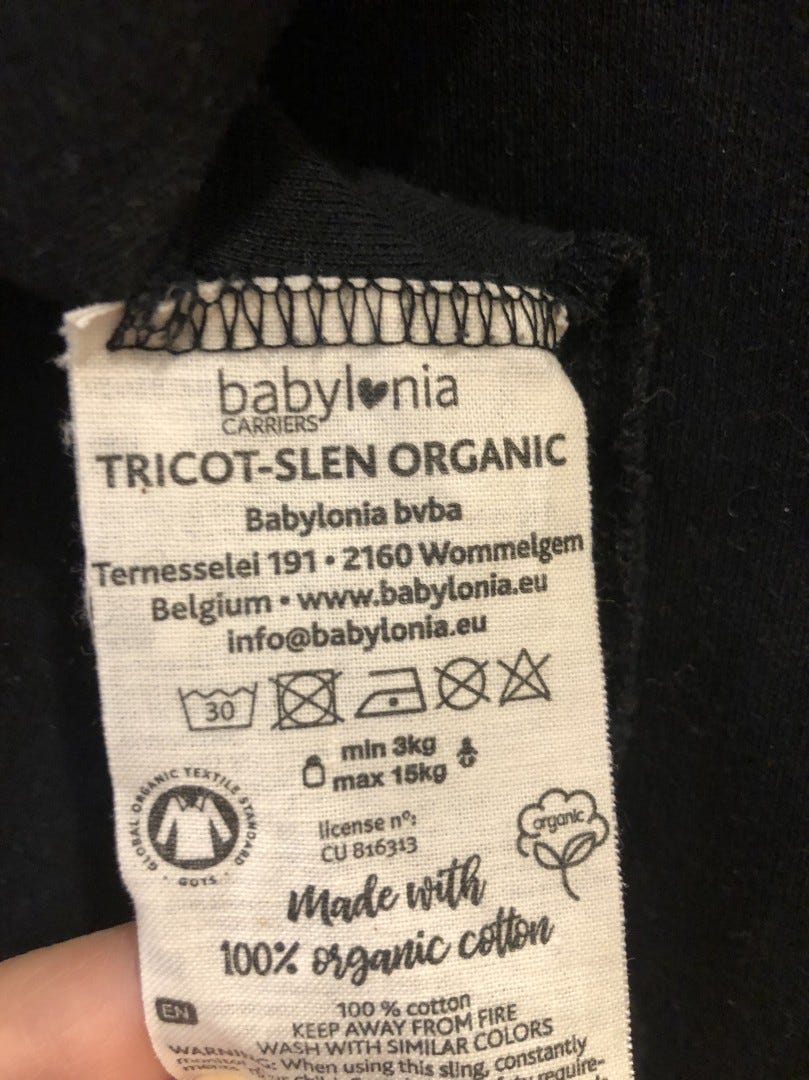 babylonia
CARRIERS
TRICOT-SLEN ORGANIC
Babylonia bvba
Ternesselei 191 • 2160 Wommelgem
Belgium • www.babylonia.eu
info@babylonia.eu
30
min 3kg
max 15kg
GLOBAL ORGANIC TEXTILE STANDARD
· GOTS ·
license nº:
CU 816313
organic
Made with
100% organic cotton
EN
100 % cotton
KEEP AWAY FROM FIRE
WASH WITH SIMILAR COLORS
WARNING: When using this sling, constantly